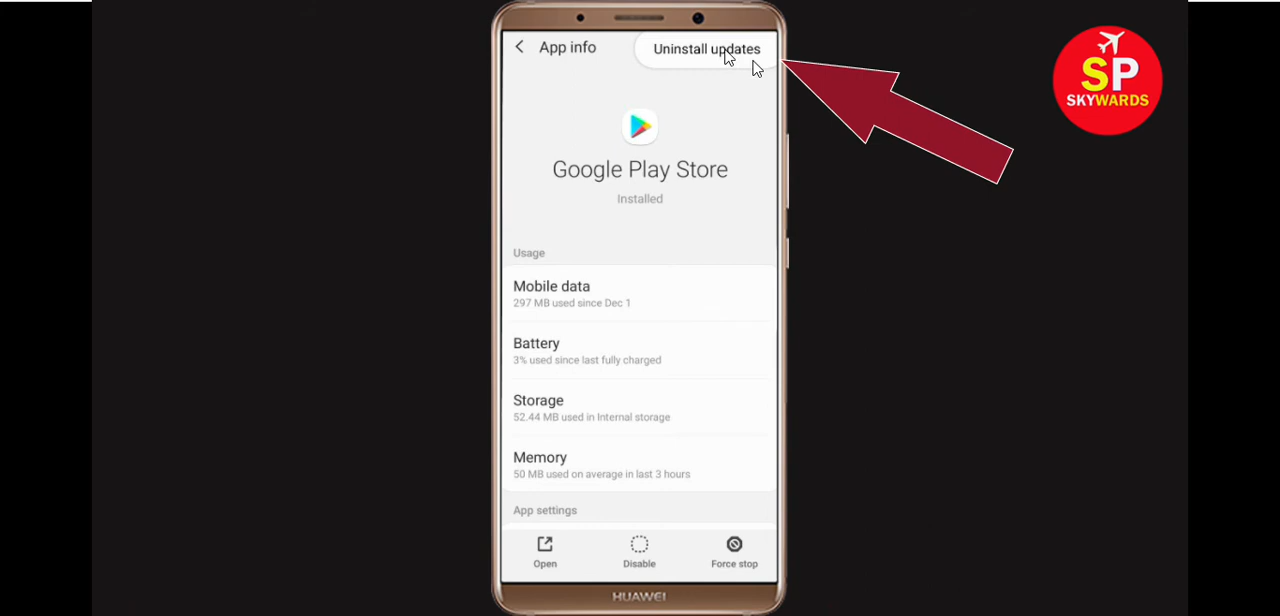 App info
Uninstall updates
SP
SKYWARDS
Google Play Store
Installed
Usage
Mobile data
297 MB used since Dec 1
Battery
3% used since last fully charged
Storage
52.44 MB used in Internal storage
Memory
50 MB used on average in last 3 hours
App settings
Open
Disable
Force stop
HUAWEI